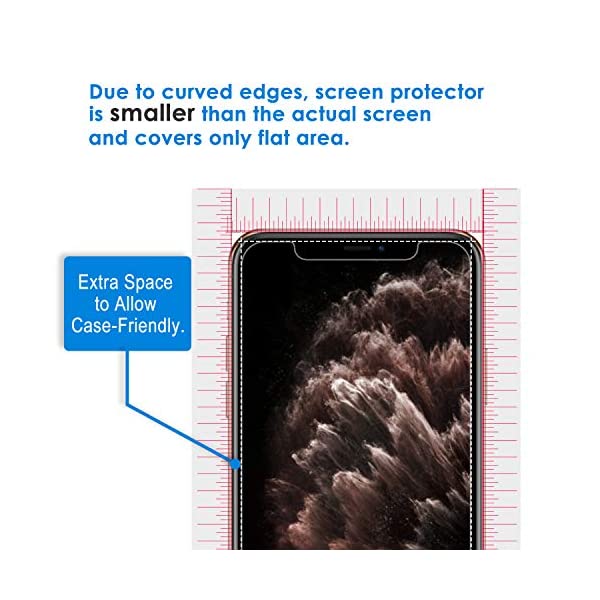 Due to curved edges, screen protector
is smaller than the actual screen
and covers only flat area.
Extra Space
to Allow
Case-Friendly.